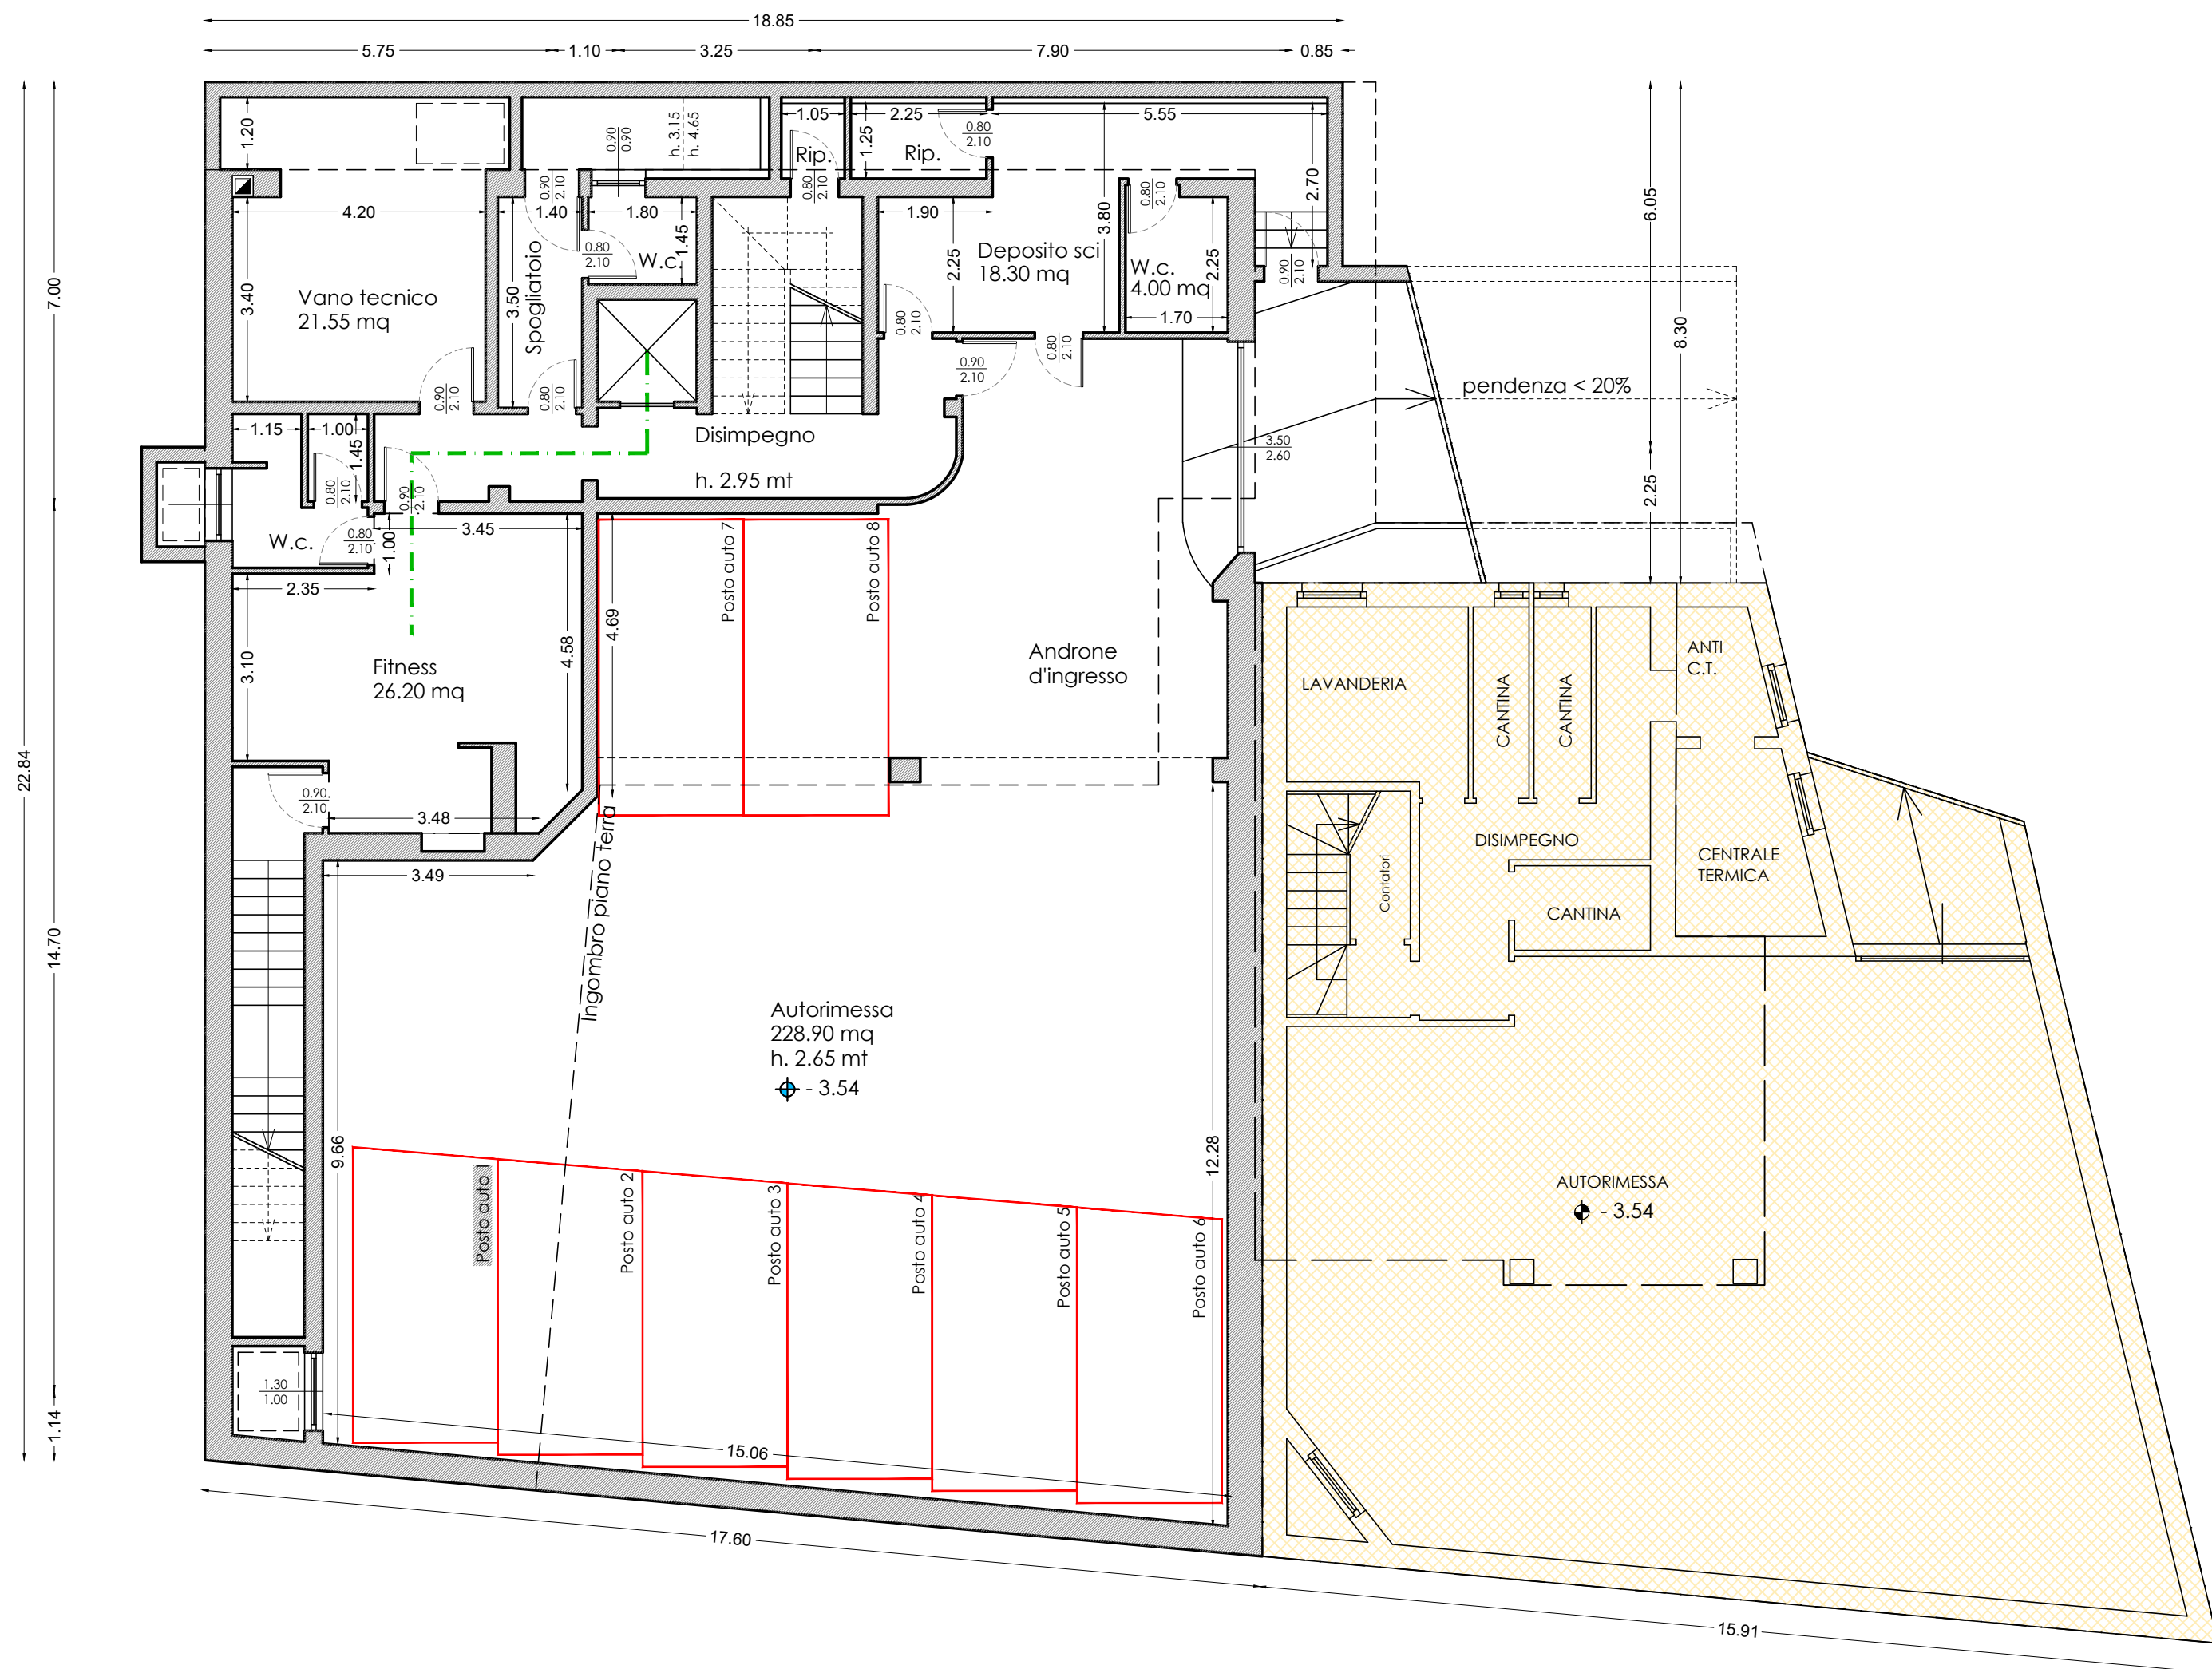 18.85
5.75
1.10
3.25
7.90
0.85
1.20
0.90
0.90
h. 3.15
h. 4.65
1.05
2.25
1.25
0.80
2.10
5.55
Rip.
Rip.
4.20
0.90
2.10
1.40
1.80
1.45
0.80
2.10
1.90
3.80
0.80
2.10
2.70
6.05
7.00
3.40
Vano tecnico
21.55 mq
3.50
Spogliatoio
0.80
2.10
W.c.
2.25
Deposito sci
18.30 mq
W.c.
4.00 mq
2.25
1.70
0.90
2.10
8.30
0.80
2.10
0.90
2.10
0.80
2.10
0.90
2.10
0.80
2.10
pendenza < 20%
1.15
1.00
1.45
Disimpegno
h. 2.95 mt
3.50
2.60
2.25
0.80
2.10
0.90
2.10
W.c.
0.80
2.10
1.00
3.45
2.35
Posto auto 7
Posto auto 8
4.69
4.58
3.10
Fitness
26.20 mq
Androne
d'ingresso
LAVANDERIA
CANTINA
CANTINA
ANTI
C.T.
22.84
0.90
2.10
3.48
3.49
Ingombro piano terra
DISIMPEGNO
Contatori
CENTRALE
TERMICA
CANTINA
14.70
Autorimessa
228.90 mq
h. 2.65 mt
- 3.54
9.66
12.28
Posto auto 1
Posto auto 2
Posto auto 3
Posto auto 4
Posto auto 5
Posto auto 6
AUTORIMESSA
- 3.54
1.30
1.00
1.14
15.06
17.60
15.91